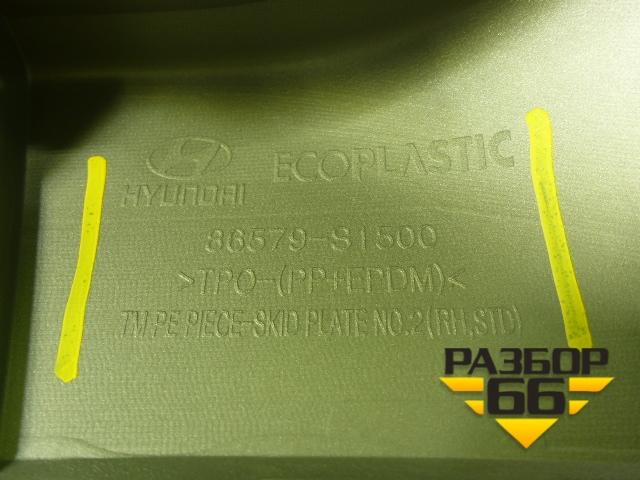 HYUNDAI ECOPLASTIC
86579-S1500
>TPO-(PP+EPDM)<
TM.PE PIECE-SKID PLATE NO.2(RH,STD)
РАЗБОР
66